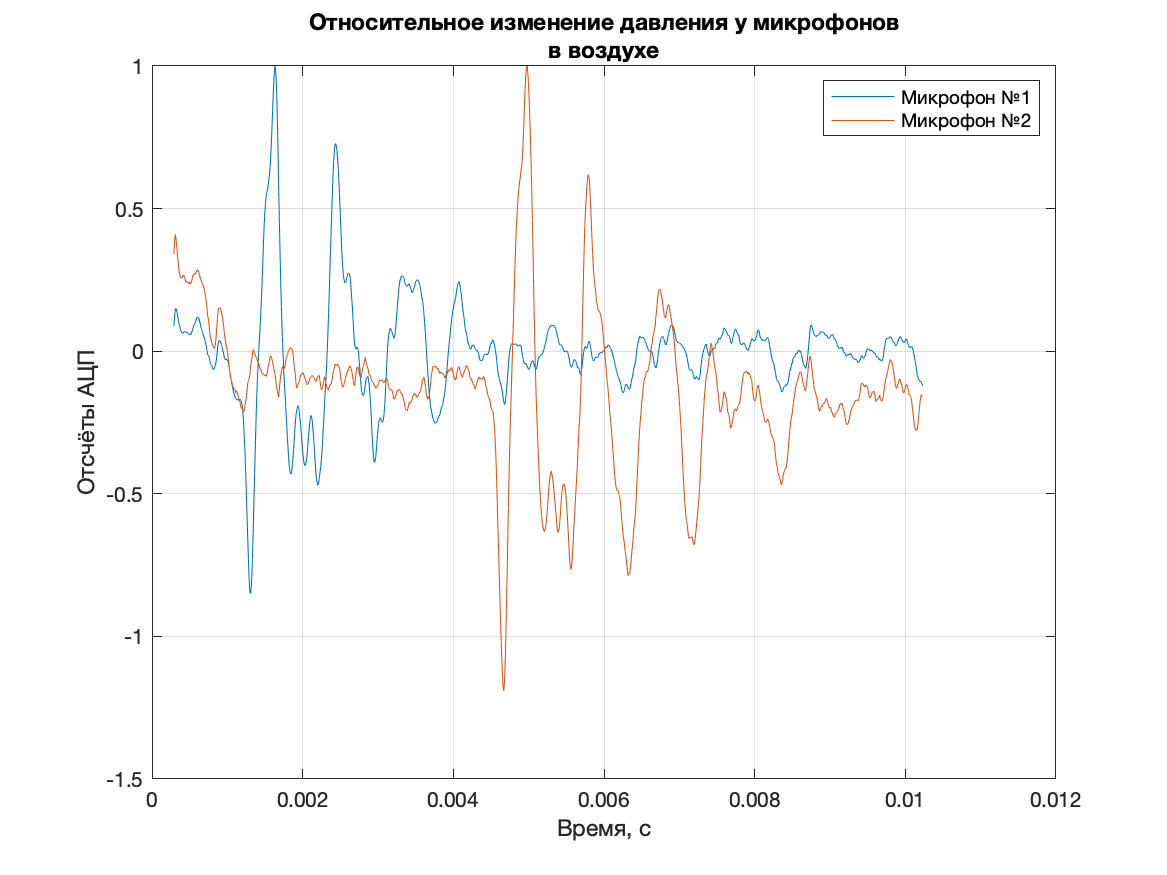 Относительное изменение давления у микрофонов
в воздухе
Микрофон №1
Микрофон №2
Отсчёты АЦП
1
0.5
0
-0.5
-1
-1.5
0
0.002
0.004
0.006
0.008
0.01
0.012
Время, с